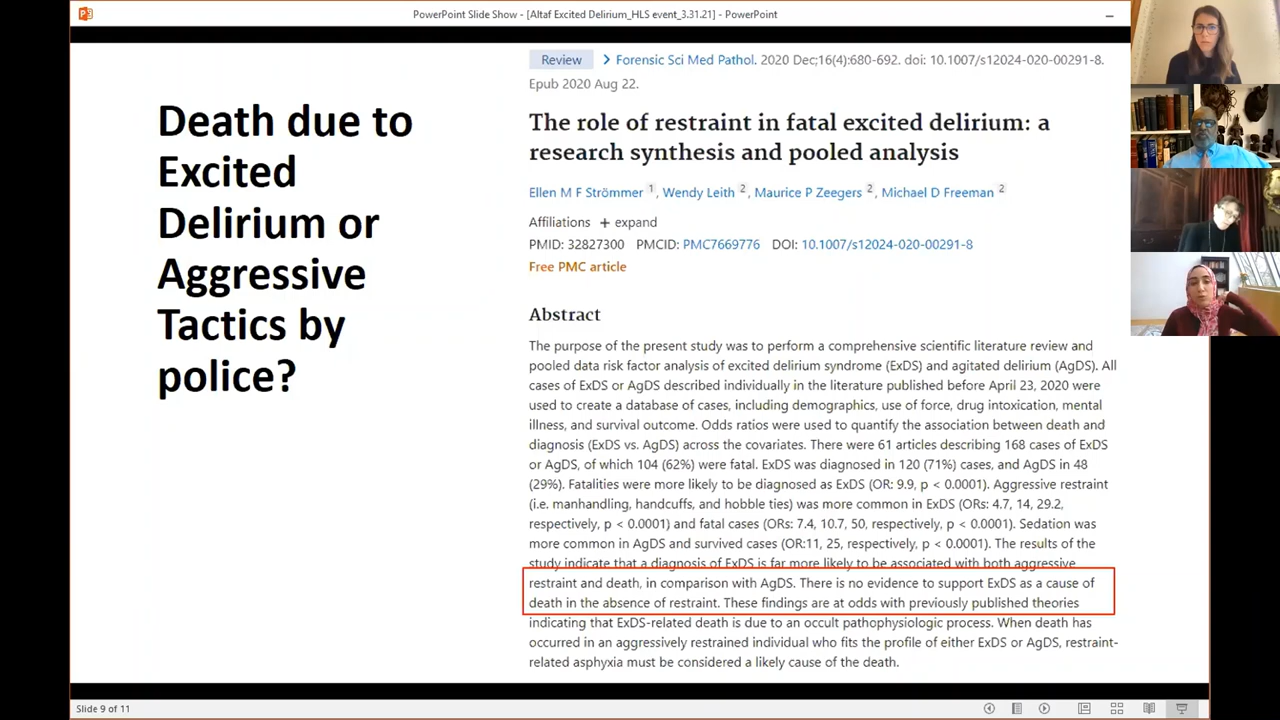 PowerPoint Slide Show - [Altaf Excited Delirium_HLS event_3.31.21] - PowerPoint
Death due to
Excited
Delirium or
Aggressive
Tactics by
police?
Review > Forensic Sci Med Pathol. 2020 Dec;16(4):680-692. doi: 10.1007/s12024-020-00291-8.
Epub 2020 Aug 22.
The role of restraint in fatal excited delirium: a
research synthesis and pooled analysis
Ellen M F Strömmer 1, Wendy Leith 2, Maurice P Zeegers 2, Michael D Freeman 2
Affiliations + expand
PMID: 32827300 PMCID: PMC7669776 DOI: 10.1007/s12024-020-00291-8
Free PMC article
Abstract
The purpose of the present study was to perform a comprehensive scientific literature review and
pooled data risk factor analysis of excited delirium syndrome (ExDS) and agitated delirium (AgDS). All
cases of ExDS or AgDS described individually in the literature published before April 23, 2020 were
used to create a database of cases, including demographics, use of force, drug intoxication, mental
illness, and survival outcome. Odds ratios were used to quantify the association between death and
diagnosis (ExDS vs. AgDS) across the covariates. There were 61 articles describing 168 cases of ExDS
or AgDS, of which 104 (62%) were fatal. ExDS was diagnosed in 120 (71%) cases, and AgDS in 48
(29%). Fatalities were more likely to be diagnosed as ExDS (OR: 9.9, p < 0.0001). Aggressive restraint
(i.e. manhandling, handcuffs, and hobble ties) was more common in ExDS (ORs: 4.7, 14, 29.2,
respectively, p < 0.0001) and fatal cases (ORs: 7.4, 10.7, 50, respectively, p < 0.0001). Sedation was
more common in AgDS and survived cases (OR:11, 25, respectively, p < 0.0001). The results of the
study indicate that a diagnosis of ExDS is far more likely to be associated with both aggressive
restraint and death, in comparison with AgDS. There is no evidence to support ExDS as a cause of
death in the absence of restraint. These findings are at odds with previously published theories
indicating that ExDS-related death is due to an occult pathophysiologic process. When death has
occurred in an aggressively restrained individual who fits the profile of either ExDS or AgDS, restraint-
related asphyxia must be considered a likely cause of the death.
Slide 9 of 11